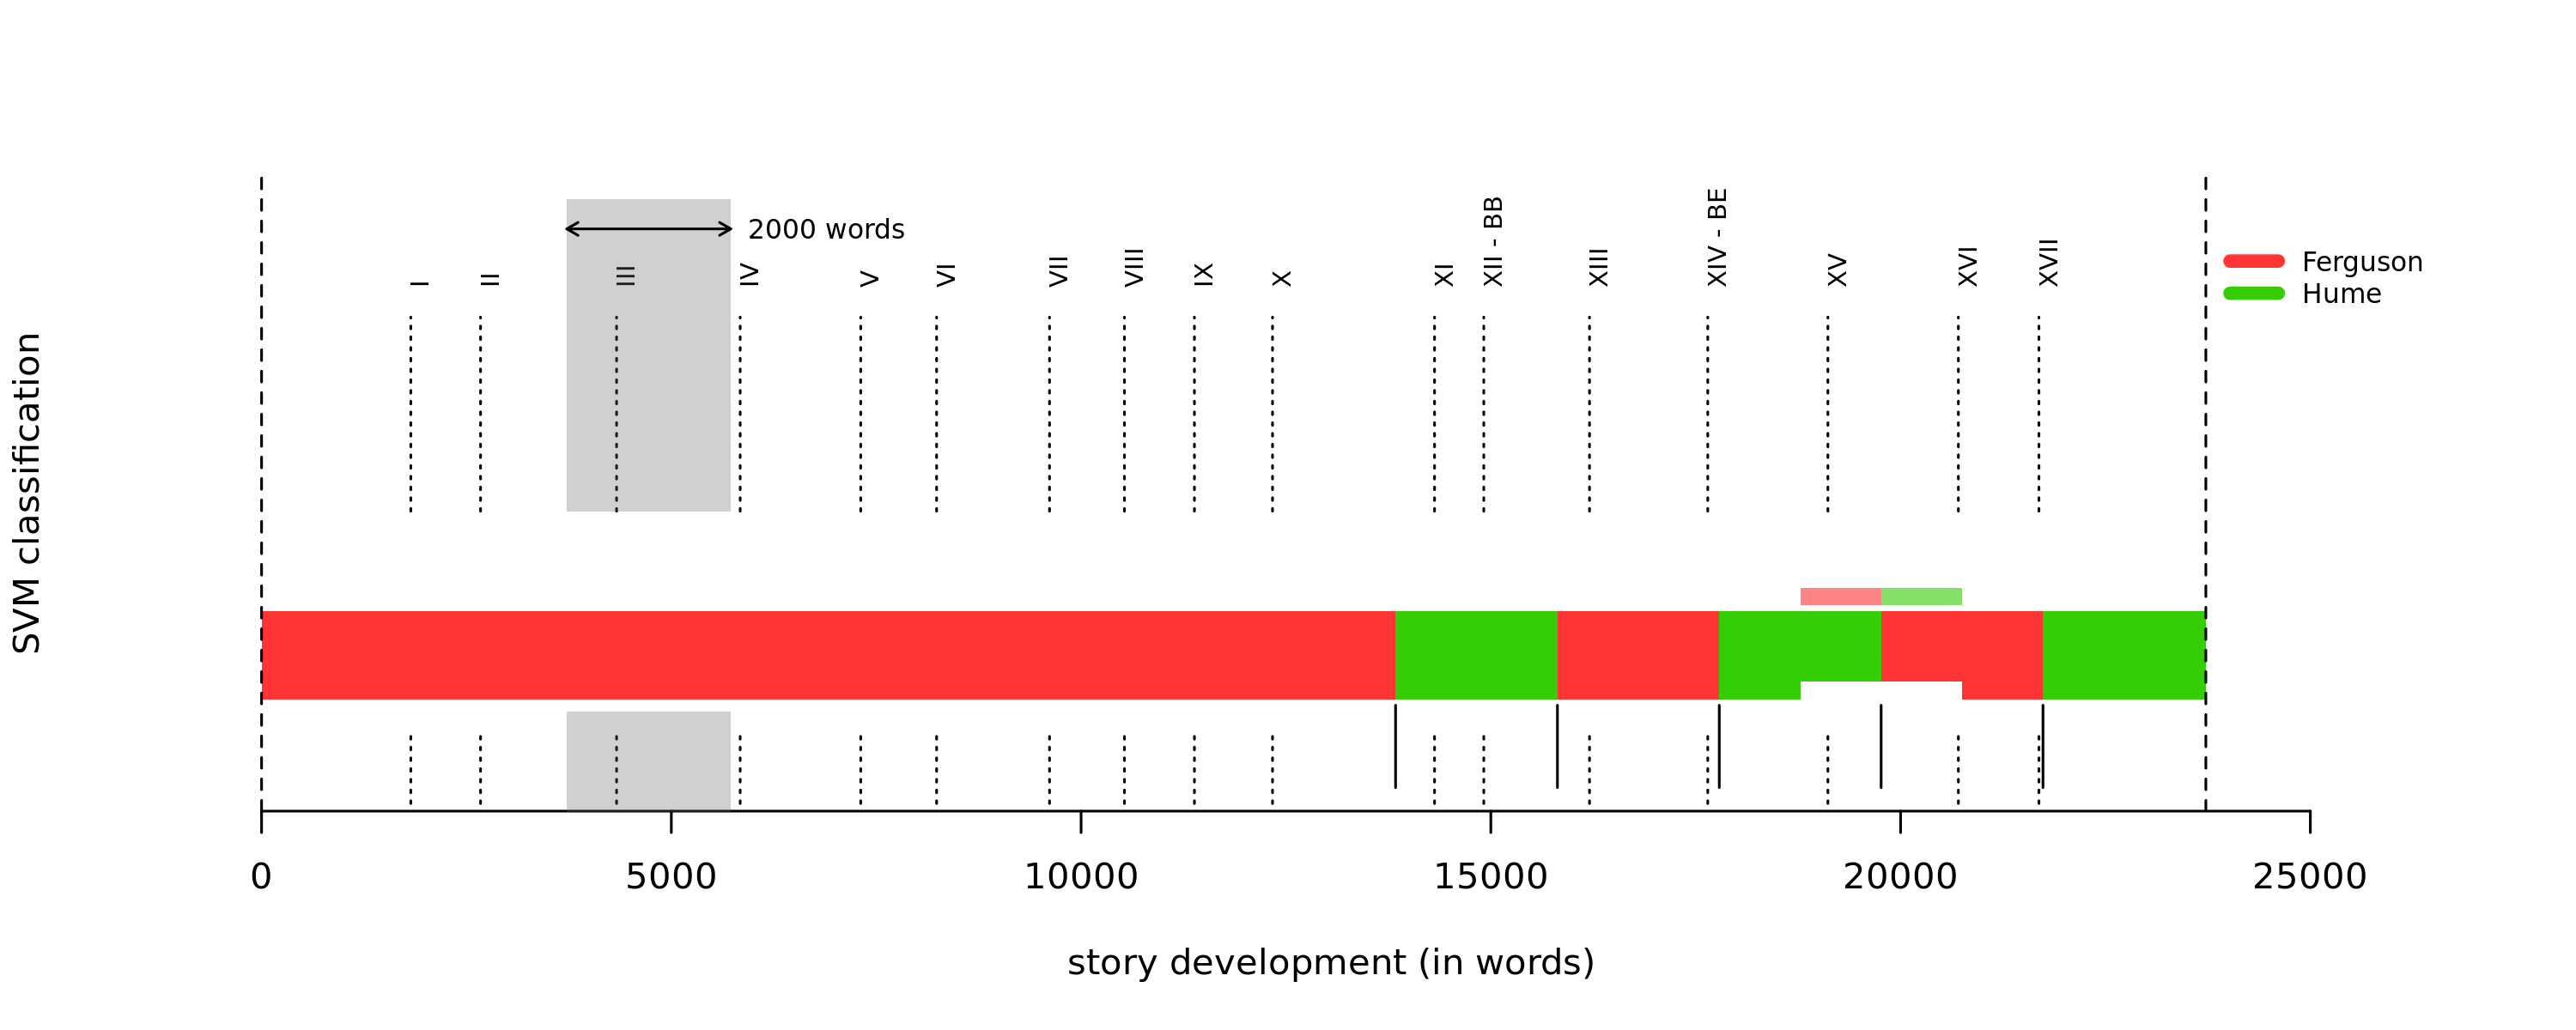 2000 words
I
II
III
IV
V
VI
VII
VIII
IX
X
XI
XII - BB
XIII
XIV - BE
XV
XVI
XVII
Ferguson
Hume
SVM classification
0
5000
10000
15000
20000
25000
story development (in words)